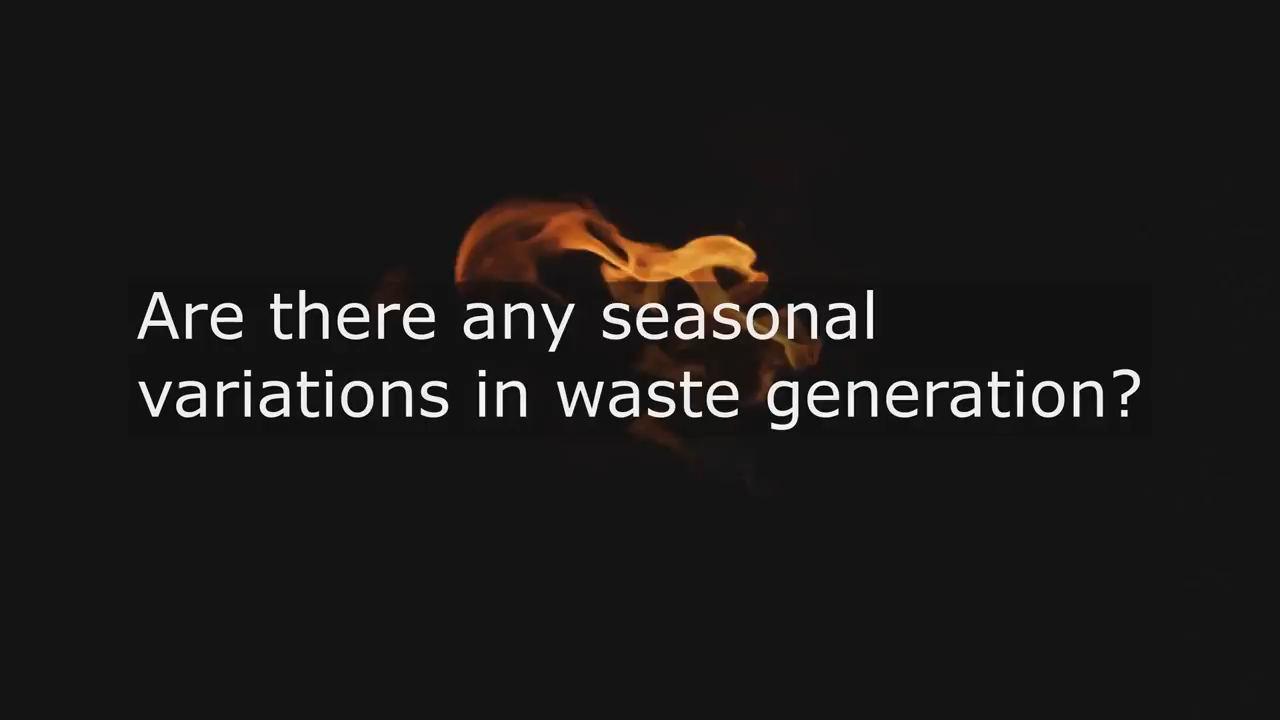 Are there any seasonal
variations in waste generation?